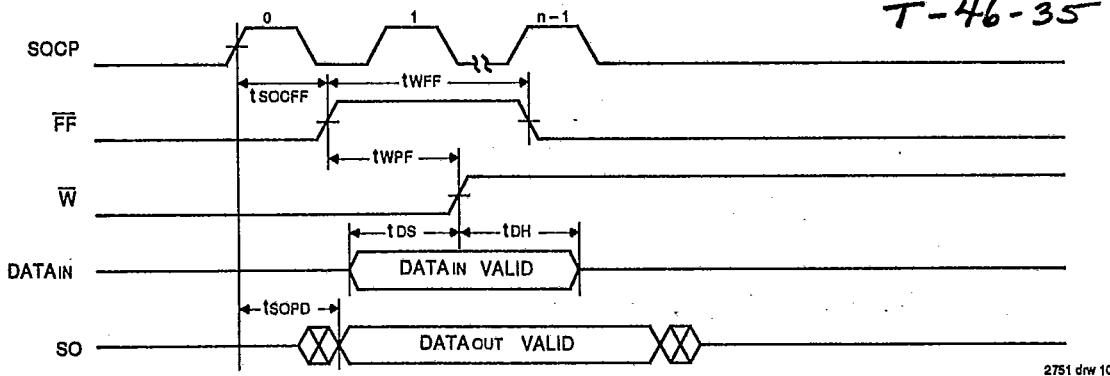 T-46-35
0 1 n-1
SOCP
tSOCFF tWFF
FF
tWPF
W
tDS tDH
DATAIN DATAIN VALID
tSOPD
SO DATAOUT VALID
2751 drw 10